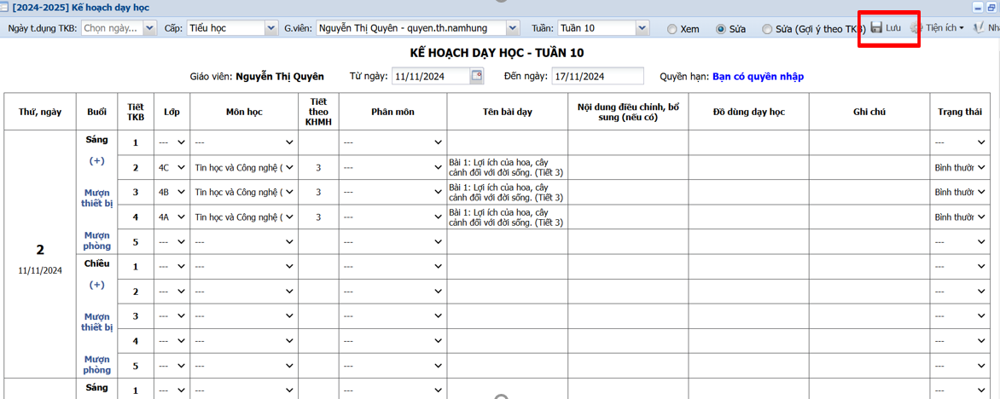 [2024-2025] Kế hoạch dạy học
Ngày t.dụng TKB: Chọn ngày... Cấp: Tiểu học G.viên: Nguyễn Thị Quyên - quyen.th.namhung Tuần: Tuần 10 Xem Sửa Sửa (Gợi ý theo TKB) Lưu Tiện ích
KẾ HOẠCH DẠY HỌC - TUẦN 10
Giáo viên: Nguyễn Thị Quyên Từ ngày: 11/11/2024 Đến ngày: 17/11/2024 Quyền hạn: Bạn có quyền nhập
Thứ, ngày Buổi Tiết TKB Lớp Môn học Tiết theo KHMH Phân môn Tên bài dạy Nội dung điều chỉnh, bổ sung (nếu có) Đồ dùng dạy học Ghi chú Trạng thái
2
11/11/2024
Sáng
(+)
Mượn
thiết bị
Mượn
phòng
1 --- --- --- ---
2 4C Tin học và Công nghệ ( 3 --- Bài 1: Lợi ích của hoa, cây
cảnh đối với đời sống. (Tiết 3) Bình thườn
3 4B Tin học và Công nghệ ( 3 --- Bài 1: Lợi ích của hoa, cây
cảnh đối với đời sống. (Tiết 3) Bình thườn
4 4A Tin học và Công nghệ ( 3 --- Bài 1: Lợi ích của hoa, cây
cảnh đối với đời sống. (Tiết 3) Bình thườn
5 --- --- --- ---
Chiều
(+)
Mượn
thiết bị
Mượn
phòng
1 --- --- --- ---
2 --- --- --- ---
3 --- --- --- ---
4 --- --- --- ---
5 --- --- --- ---
Sáng
1 --- --- --- ---